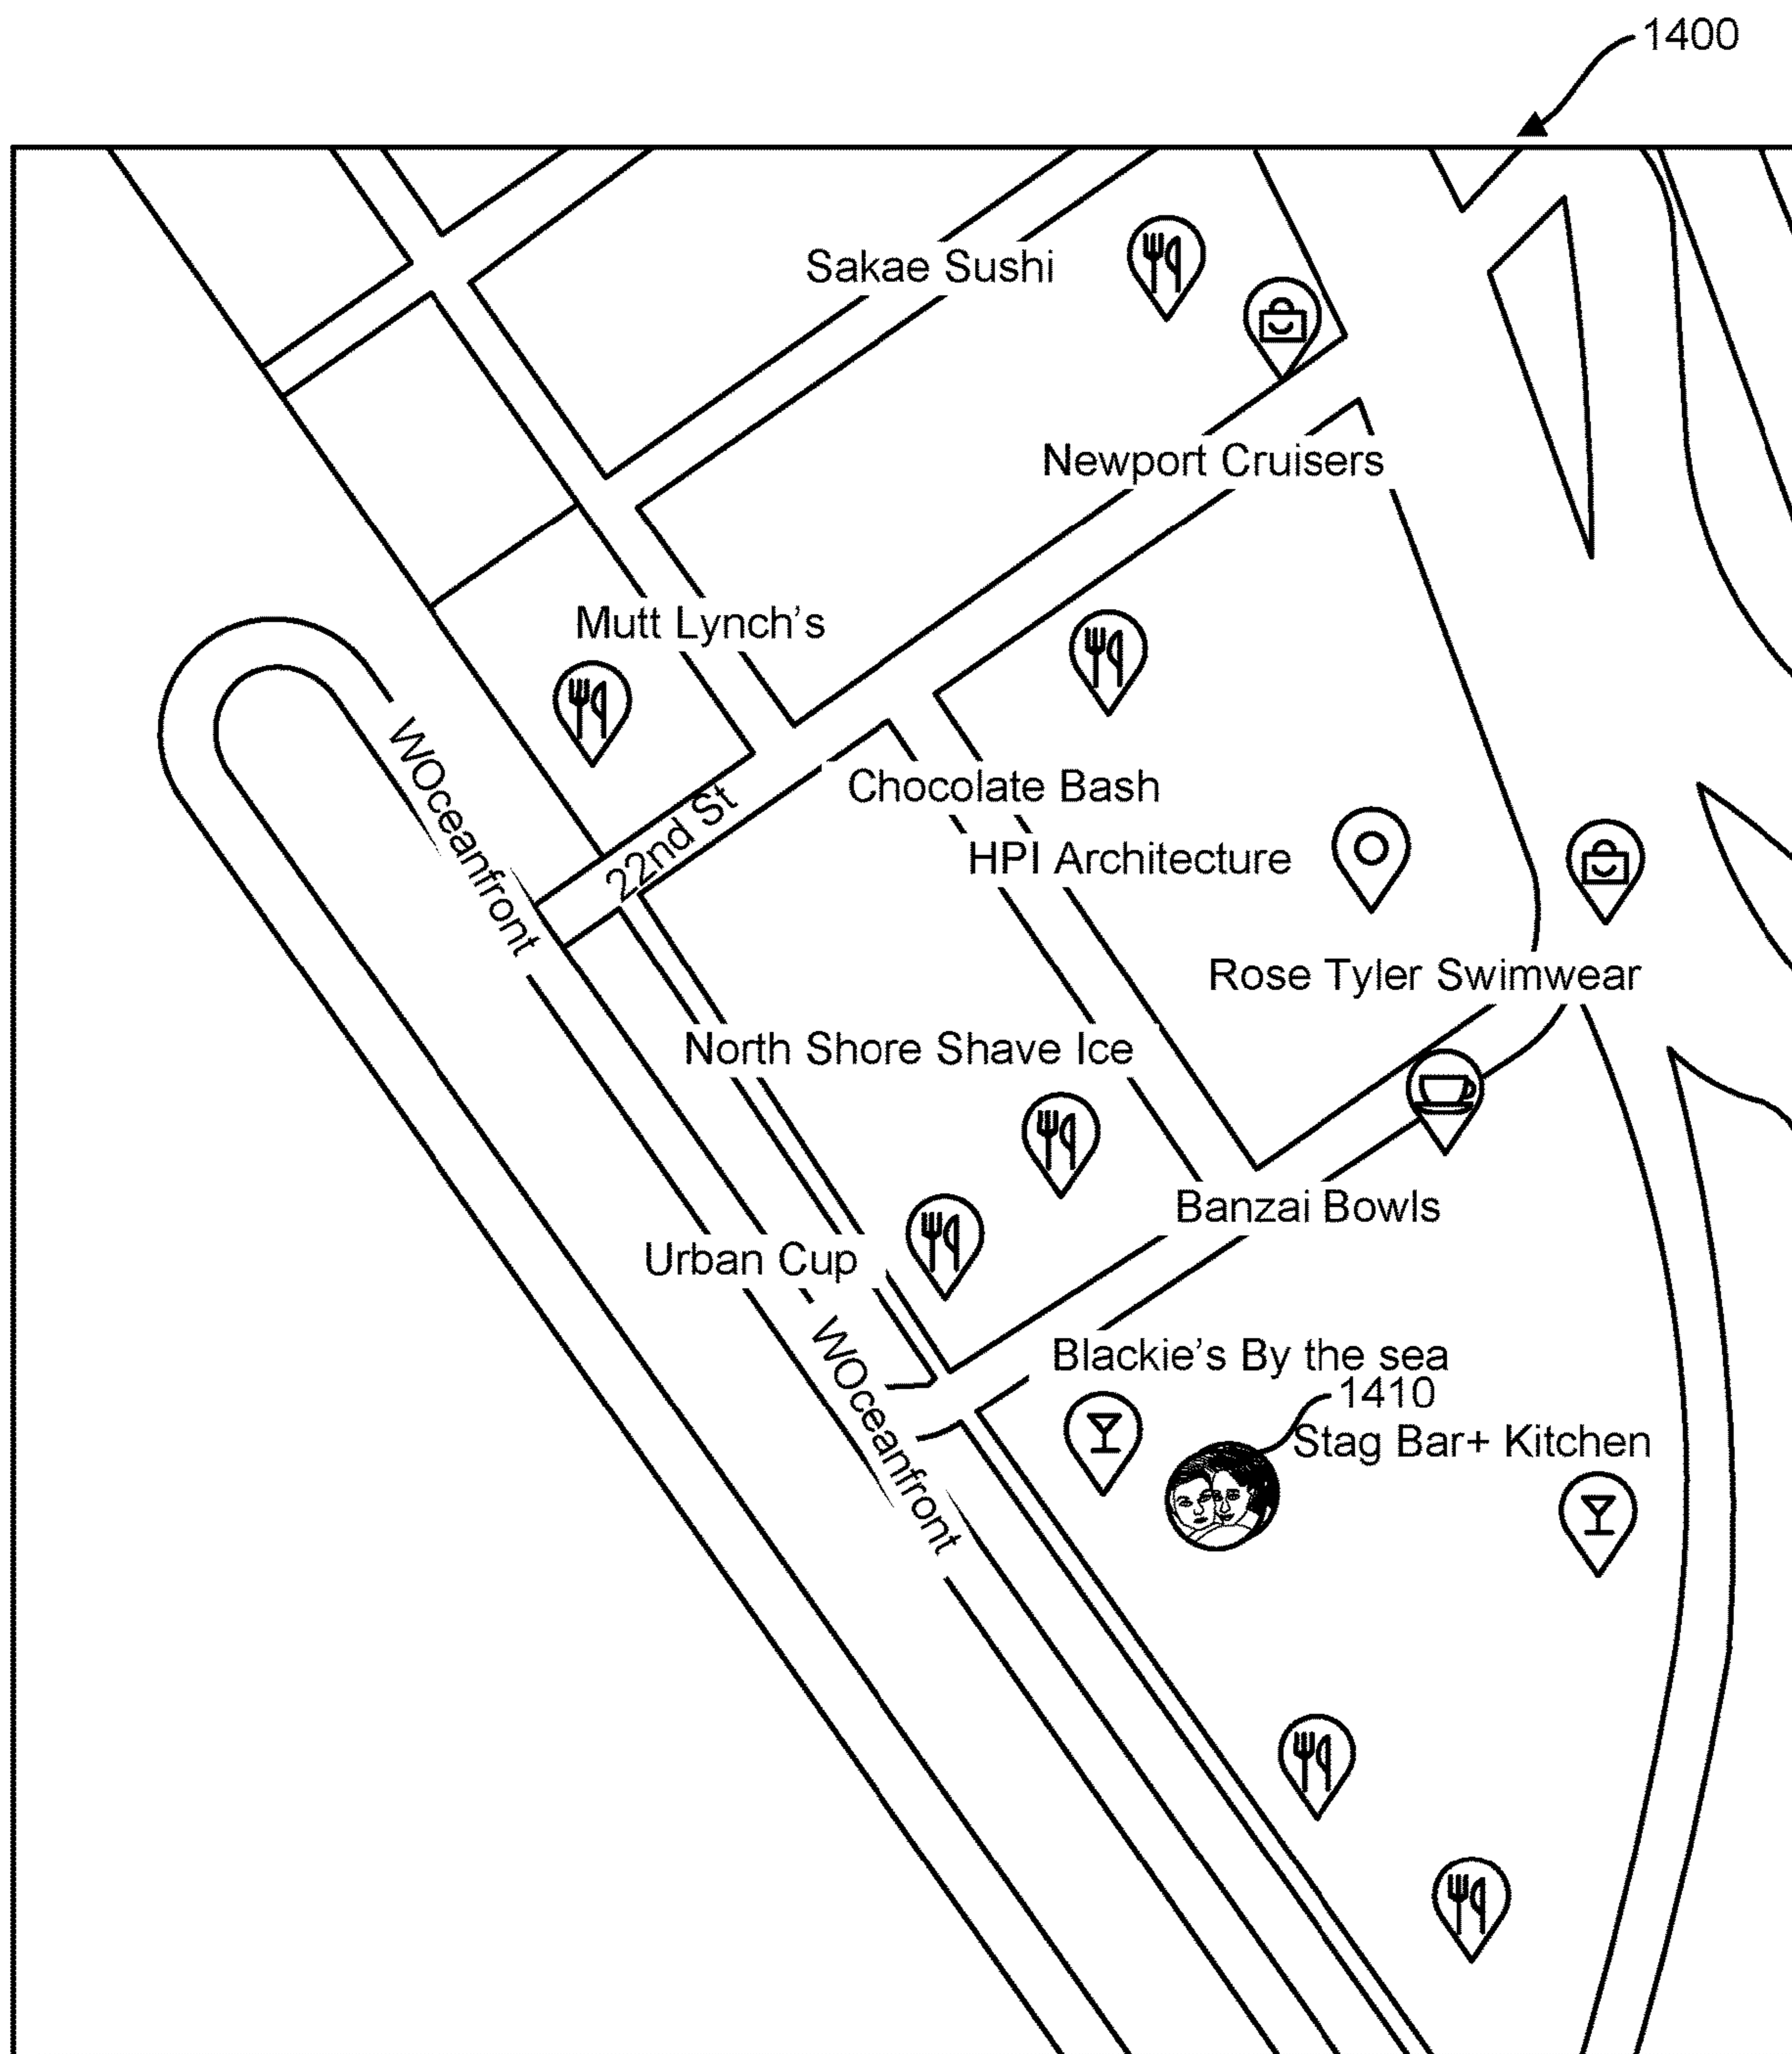 1400
Sakae Sushi
Newport Cruisers
Mutt Lynch's
WOceanfront
22nd St
Chocolate Bash
HPI Architecture
Rose Tyler Swimwear
North Shore Shave Ice
Banzai Bowls
Urban Cup
WOceanfront
Blackie's By the sea
1410
Stag Bar+ Kitchen